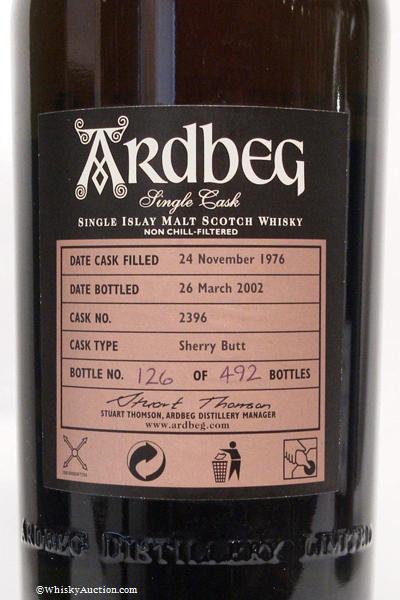 ARDBEG
Single Cask
SINGLE ISLAY MALT SCOTCH WHISKY
NON CHILL-FILTERED
DATE CASK FILLED 24 November 1976
DATE BOTTLED 26 March 2002
CASK NO. 2396
CASK TYPE Sherry Butt
BOTTLE NO. 126 OF 492 BOTTLES
Stuart Thomson
STUART THOMSON, ARDBEG DISTILLERY MANAGER
www.ardbeg.com
ARDBEG DISTILLERY LIMITED
©WhiskyAuction.com